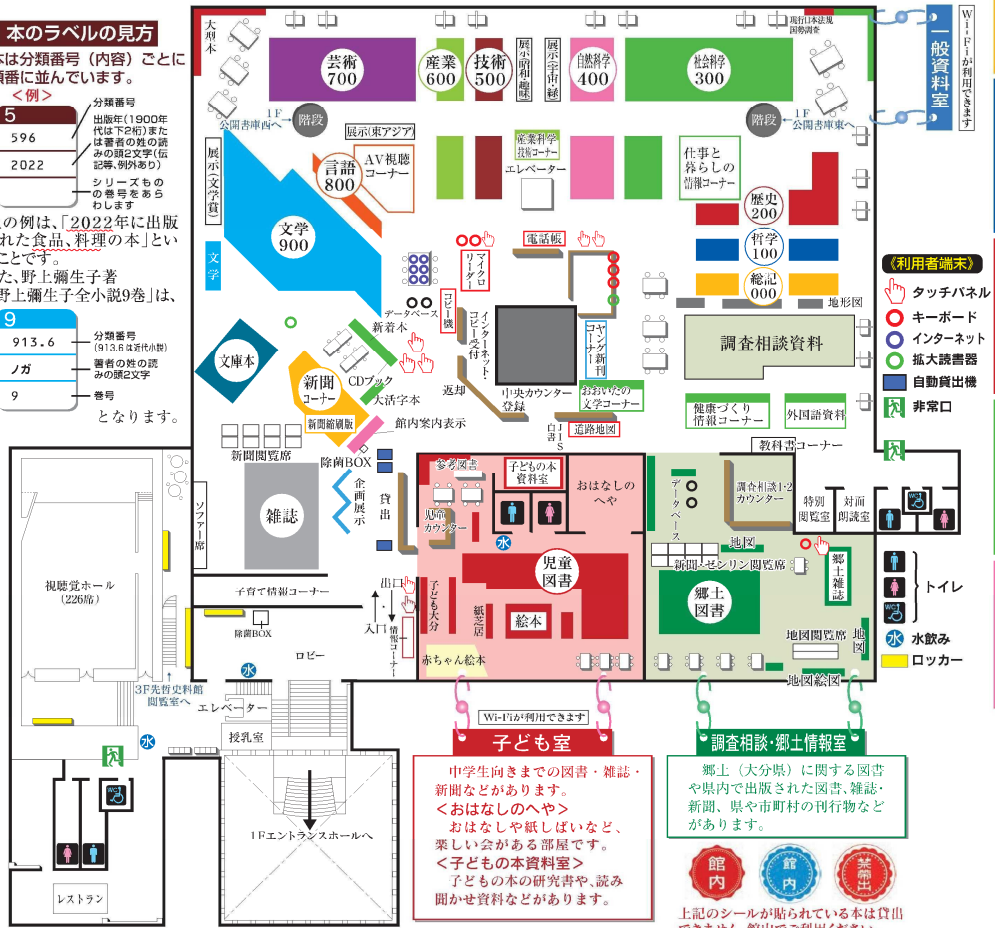 本のラベルの見方
本は分類番号（内容）ごとに
順番に並んでいます。
＜例＞
5
596
2022
分類番号
出版年（1900年
代は下2桁）また
は著者の姓の読
みの頭2文字（伝
記等、例外あり）
シリーズもの
の巻号をあら
わします
の例は、「2022年に出版
れた食品、料理の本」とい
ことです。
た、野上彌生子著
野上彌生子全小説9巻」は、
9
913.6
ノガ
9
分類番号
（913.6は近代小説）
著者の姓の読
みの頭2文字
巻号
となります。
大型本
芸術
700
産業
600
技術
500
展示（昭和・趣味）
展示（宇宙・緑）
自然科学
400
社会科学
300
現行日本法規
国勢調査
一般資料室
Wi-Fiが利用できます
1F
公開書庫西へ
階段
階段
1F
公開書庫東へ
展示（東アジア）
言語
800
AV視聴
コーナー
産業科学
技術コーナー
エレベーター
仕事と
暮らしの
情報コーナー
展示（文学賞）
文学
900
文学
歴史
200
哲学
100
総記
000
地形図
電話帳
マイクロ
リーダー
データベース
コピー機
インターネット・
コピー受付
新着本
CDブック
大活字本
返却
中央カウンター
登録
ヤング新刊
コーナー
おおいたの
文学コーナー
道路地図
JIS
白書
調査相談資料
健康づくり
情報コーナー
外国語資料
教科書コーナー
《利用者端末》
タッチパネル
キーボード
インターネット
拡大読書器
自動貸出機
非常口
文庫本
新聞
コーナー
新聞縮刷版
館内案内表示
新聞閲覧席
除菌BOX
ソファー席
雑誌
企画展示
貸出
参考図書
子どもの本
資料室
おはなしの
へや
児童
カウンター
水
児童
図書
子ども大分
紙芝居
絵本
赤ちゃん絵本
データベース
調査相談1・2
カウンター
特別
閲覧室
対面
朗読室
WC
地図
新聞・ゼンリン閲覧席
郷土
図書
郷土雑誌
地図閲覧席
地図
地図絵図
WC
トイレ
水
水飲み
ロッカー
視聴覚ホール
（226席）
子育て情報コーナー
出口
入口
情報コーナー
除菌BOX
ロビー
水
3F先哲史料館
閲覧室へ
エレベーター
授乳室
水
WC
レストラン
1Fエントランスホールへ
Wi-Fiが利用できます
子ども室
中学生向きまでの図書・雑誌・
新聞などがあります。
＜おはなしのへや＞
おはなしや紙しばいなど、
楽しい会がある部屋です。
＜子どもの本資料室＞
子どもの本の研究書や、読み
聞かせ資料などがあります。
調査相談・郷土情報室
郷土（大分県）に関する図書
や県内で出版された図書、雑誌・
新聞、県や市町村の刊行物など
があります。
館内
館内
禁帯出
上記のシールが貼られている本は貸出